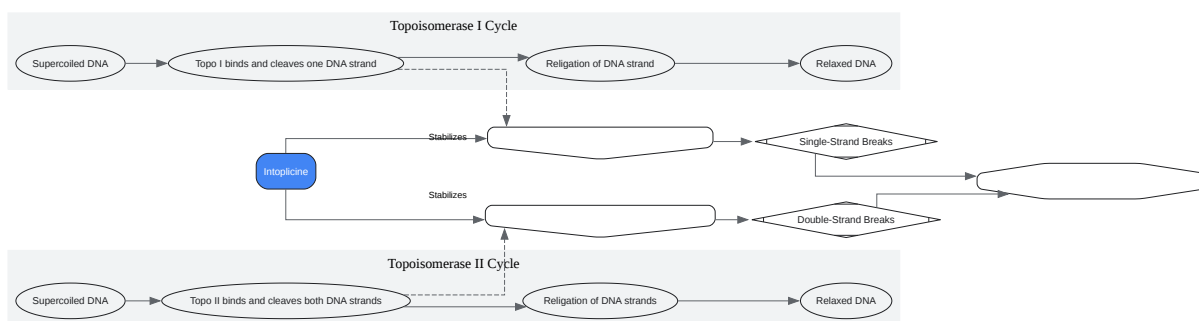 Topoisomerase I Cycle
Supercoiled DNA
Topo I binds and cleaves one DNA strand
Religation of DNA strand
Relaxed DNA
Stabilizes
Single-Strand Breaks
Intoplicine
Stabilizes
Double-Strand Breaks
Topoisomerase II Cycle
Supercoiled DNA
Topo II binds and cleaves both DNA strands
Religation of DNA strands
Relaxed DNA